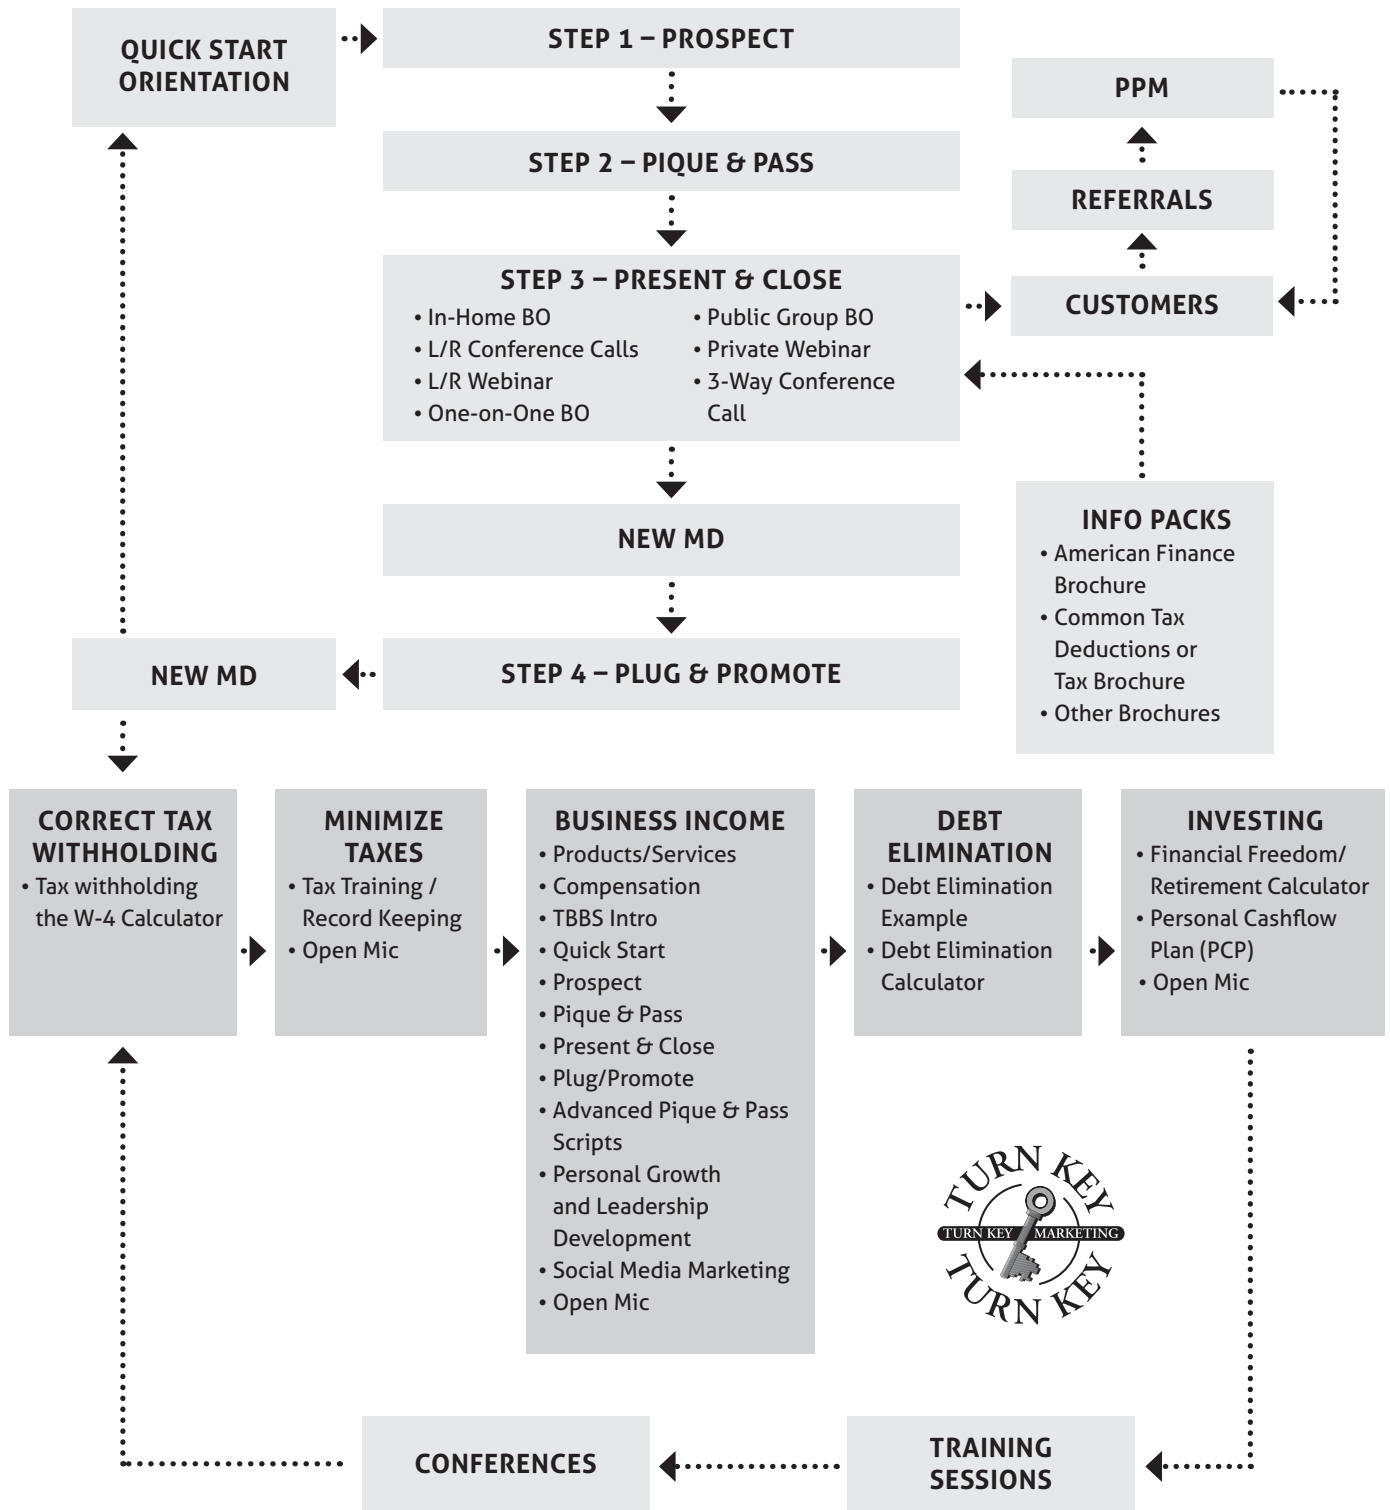 QUICK START
ORIENTATION
STEP 1 – PROSPECT
PPM
STEP 2 – PIQUE & PASS
REFERRALS
STEP 3 – PRESENT & CLOSE
• In-Home BO
• L/R Conference Calls
• L/R Webinar
• One-on-One BO
• Public Group BO
• Private Webinar
• 3-Way Conference
Call
CUSTOMERS
NEW MD
INFO PACKS
• American Finance
Brochure
• Common Tax
Deductions or
Tax Brochure
• Other Brochures
NEW MD
STEP 4 – PLUG & PROMOTE
CORRECT TAX
WITHHOLDING
• Tax withholding
the W-4 Calculator
MINIMIZE
TAXES
• Tax Training /
Record Keeping
• Open Mic
BUSINESS INCOME
• Products/Services
• Compensation
• TBBS Intro
• Quick Start
• Prospect
• Pique & Pass
• Present & Close
• Plug/Promote
• Advanced Pique & Pass
Scripts
• Personal Growth
and Leadership
Development
• Social Media Marketing
• Open Mic
DEBT
ELIMINATION
• Debt Elimination
Example
• Debt Elimination
Calculator
INVESTING
• Financial Freedom/
Retirement Calculator
• Personal Cashflow
Plan (PCP)
• Open Mic
TURN KEY
TURN KEY MARKETING
TURN KEY
CONFERENCES
TRAINING
SESSIONS